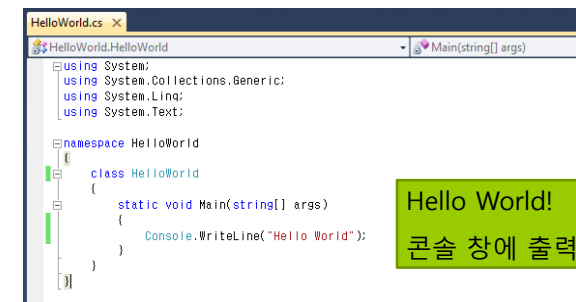 HelloWorld.cs ×
HelloWorld.HelloWorld Main(string[] args)
using System;
using System.Collections.Generic;
using System.Linq;
using System.Text;
namespace HelloWorld
{
class HelloWorld
{
static void Main(string[] args)
{
Console.WriteLine("Hello World");
}
}
}
Hello World!
콘솔 창에 출력